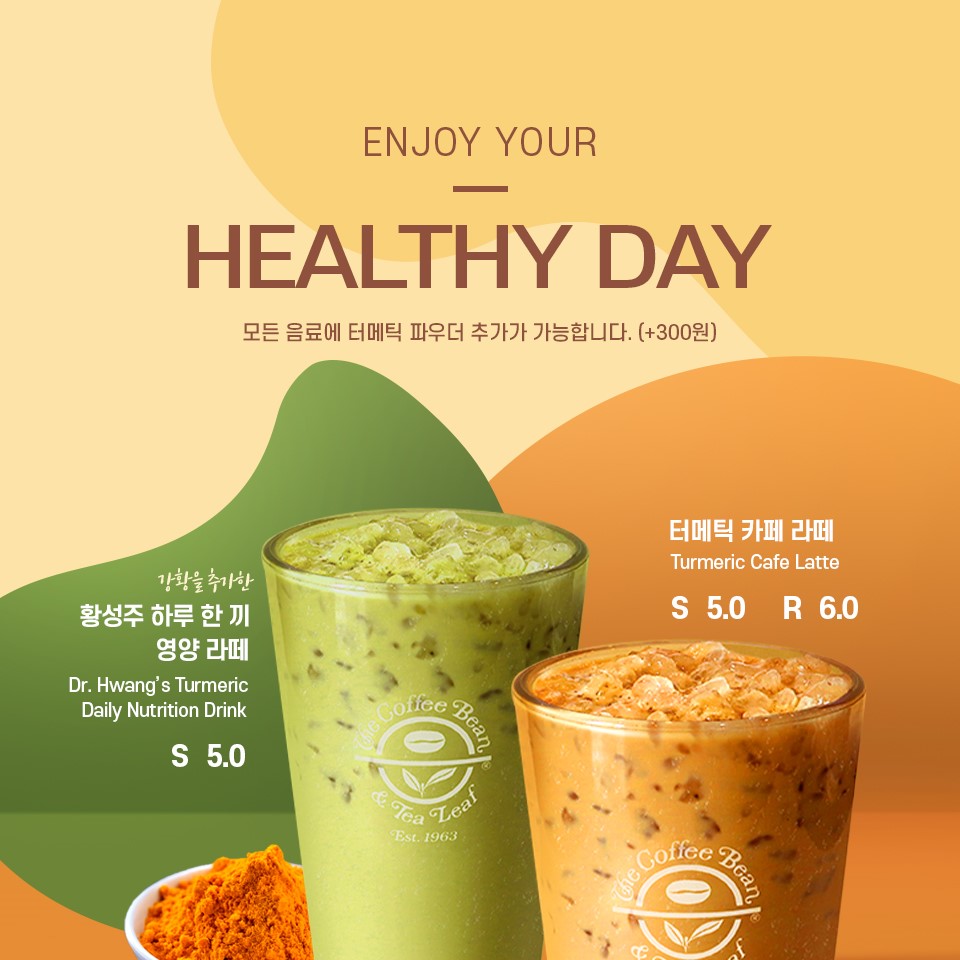 ENJOY YOUR
HEALTHY DAY
모든 음료에 터메틱 파우더 추가가 가능합니다. (+300원)
강황을 추가한
황성주 하루 한 끼
영양 라떼
Dr. Hwang's Turmeric
Daily Nutrition Drink
S 5.0
터메틱 카페 라떼
Turmeric Cafe Latte
S 5.0 R 6.0
The Coffee Bean
& Tea Leaf
®
Est. 1963
The Coffee Bean
& Tea Leaf
®